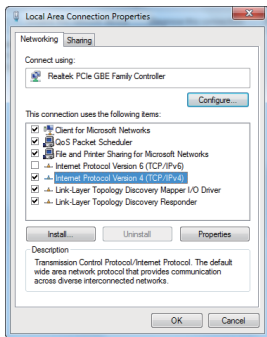 Local Area Connection Properties
Networking
Sharing
Connect using:
Realtek PCIe GBE Family Controller
Configure...
This connection uses the following items:
Client for Microsoft Networks
QoS Packet Scheduler
File and Printer Sharing for Microsoft Networks
Internet Protocol Version 6 (TCP/IPv6)
Internet Protocol Version 4 (TCP/IPv4)
Link-Layer Topology Discovery Mapper I/O Driver
Link-Layer Topology Discovery Responder
Install...
Uninstall
Properties
Description
Transmission Control Protocol/Internet Protocol. The default
wide area network protocol that provides communication
across diverse interconnected networks.
OK
Cancel